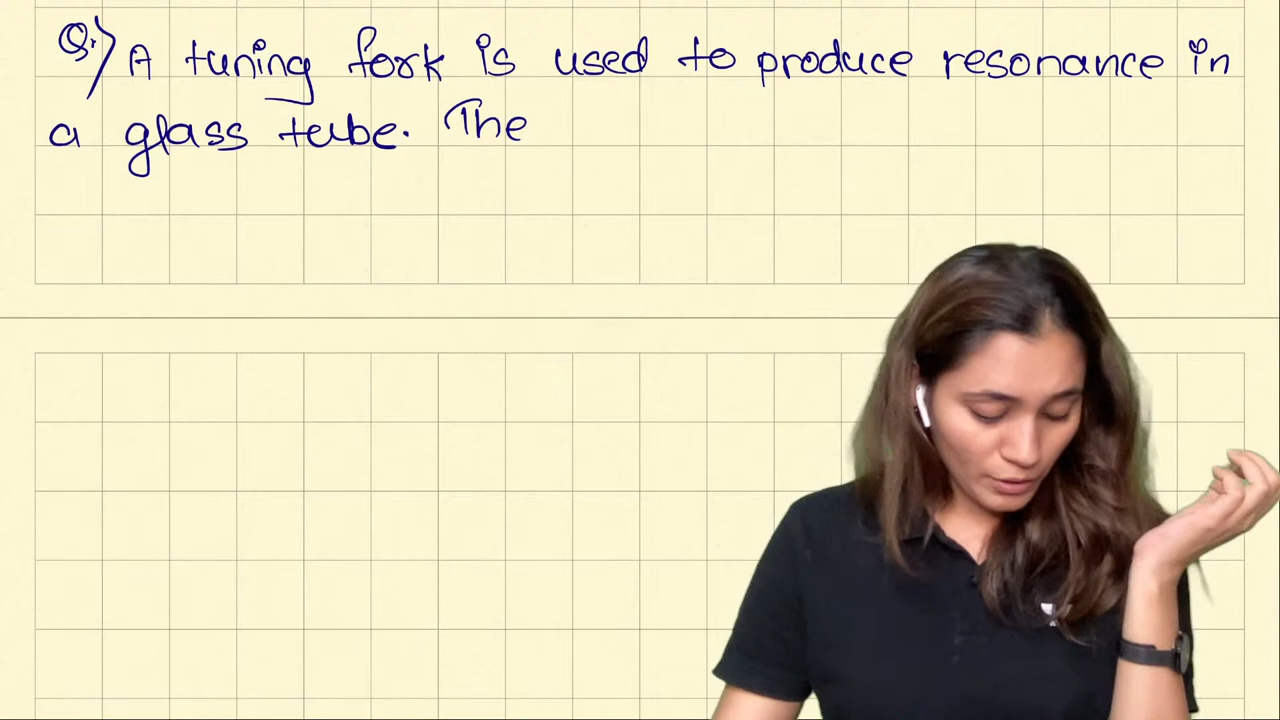 Q.) A tuning fork is used to produce resonance in
a glass tube. The